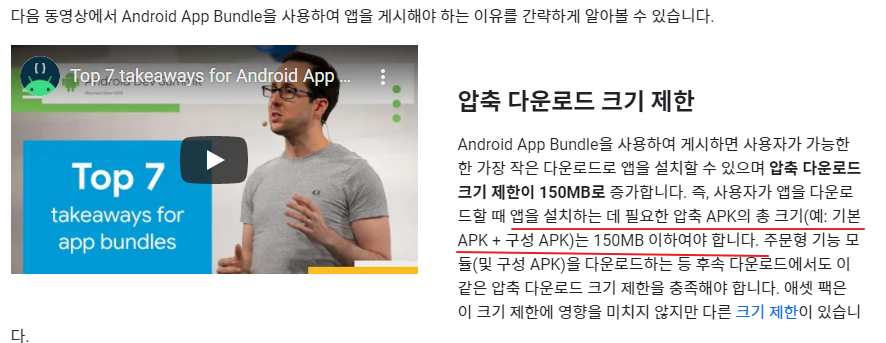 다음 동영상에서 Android App Bundle을 사용하여 앱을 게시해야 하는 이유를 간략하게 알아볼 수 있습니다.
Top 7 takeaways for Android App ...
Android Dev Summit
Top 7
takeaways for
app bundles
압축 다운로드 크기 제한
Android App Bundle을 사용하여 게시하면 사용자가 가능한
한 가장 작은 다운로드로 앱을 설치할 수 있으며 압축 다운로드
크기 제한이 150MB로 증가합니다. 즉, 사용자가 앱을 다운로
드할 때 앱을 설치하는 데 필요한 압축 APK의 총 크기(예: 기본
APK + 구성 APK)는 150MB 이하여야 합니다. 주문형 기능 모
듈(및 구성 APK)을 다운로드하는 등 후속 다운로드에서도 이
같은 압축 다운로드 크기 제한을 충족해야 합니다. 애셋 팩은
이 크기 제한에 영향을 미치지 않지만 다른 크기 제한이 있습니
다.